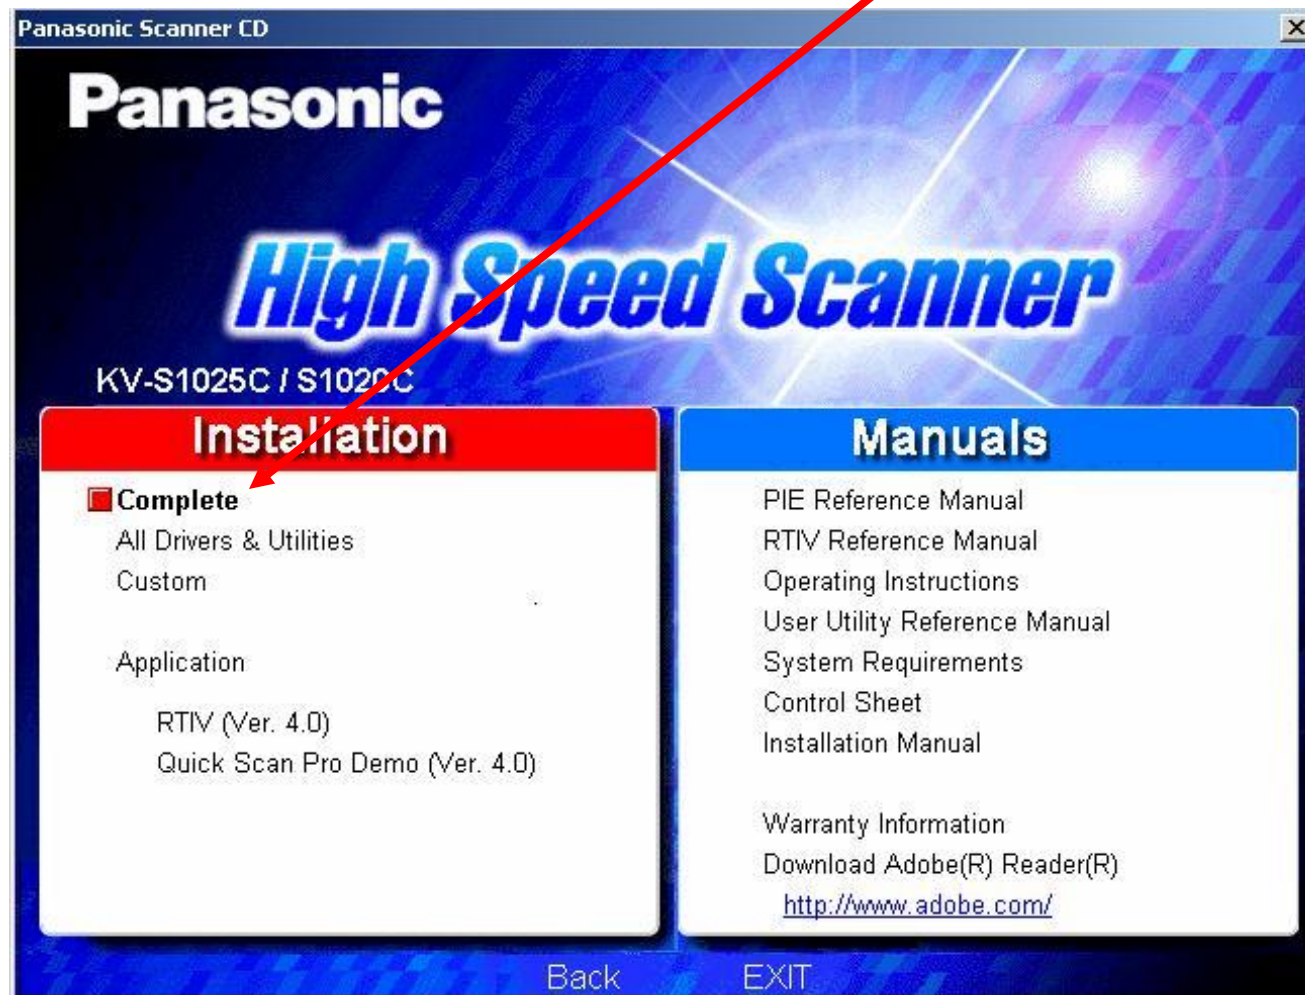 Panasonic Scanner CD
Panasonic
High Speed Scanner
KV-S1025C / S1020C
Installation
Complete
All Drivers & Utilities
Custom
Application
RTIV (Ver. 4.0)
Quick Scan Pro Demo (Ver. 4.0)
Manuals
PIE Reference Manual
RTIV Reference Manual
Operating Instructions
User Utility Reference Manual
System Requirements
Control Sheet
Installation Manual
Warranty Information
Download Adobe(R) Reader(R)
http://www.adobe.com/
Back
EXIT